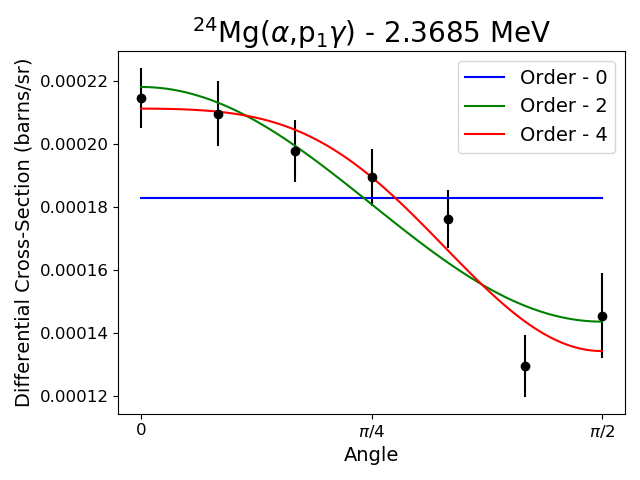 ²⁴Mg(α,p₁γ) - 2.3685 MeV
Differential Cross-Section (barns/sr)
0.00022
0.00020
0.00018
0.00016
0.00014
0.00012
Order - 0
Order - 2
Order - 4
0 π/4 π/2
Angle